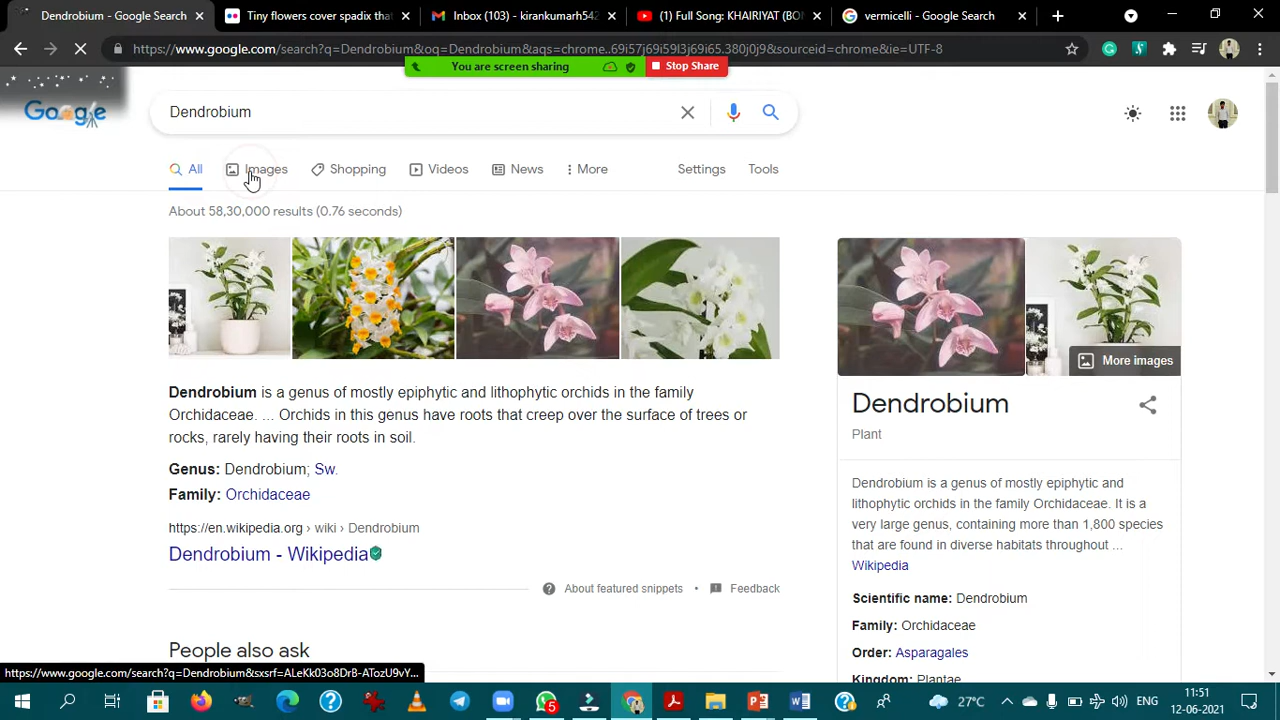 Dendrobium - Google Search
Tiny flowers cover spadix that
Inbox (103) - kirankumarh542
(1) Full Song: KHAIRIYAT (BON
vermicelli - Google Search
https://www.google.com/search?q=Dendrobium&oq=Dendrobium&aqs=chrome..69i57j69i59l3j69i65.380j0j9&sourceid=chrome&ie=UTF-8
You are screen sharing
Stop Share
Google
Dendrobium
All
Images
Shopping
Videos
News
More
Settings
Tools
About 58,30,000 results (0.76 seconds)
More images
Dendrobium is a genus of mostly epiphytic and lithophytic orchids in the family
Orchidaceae. ... Orchids in this genus have roots that creep over the surface of trees or
rocks, rarely having their roots in soil.
Genus: Dendrobium; Sw.
Family: Orchidaceae
https://en.wikipedia.org › wiki › Dendrobium
Dendrobium - Wikipedia
About featured snippets • Feedback
People also ask
Dendrobium
Plant
Dendrobium is a genus of mostly epiphytic and
lithophytic orchids in the family Orchidaceae. It is a
very large genus, containing more than 1,800 species
that are found in diverse habitats throughout ...
Wikipedia
Scientific name: Dendrobium
Family: Orchidaceae
Order: Asparagales
Kingdom: Plantae
https://www.google.com/search?q=Dendrobium&sxsrf=ALeKk03o8DrB-ATozU9vY...
5
27°C
ENG
11:51
12-06-2021